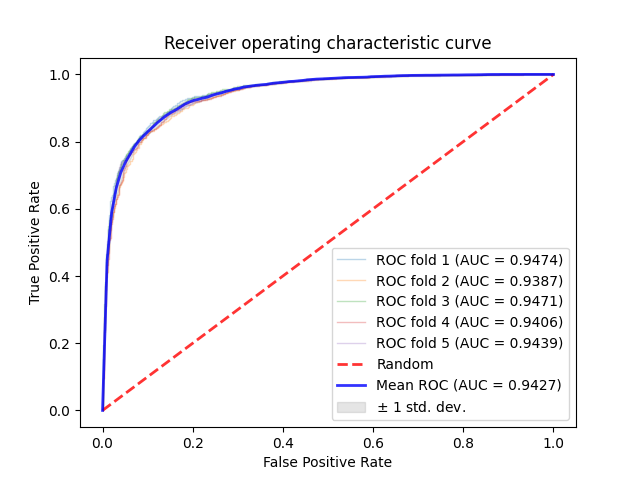 Receiver operating characteristic curve
True Positive Rate
1.0
0.8
0.6
0.4
0.2
0.0
ROC fold 1 (AUC = 0.9474)
ROC fold 2 (AUC = 0.9387)
ROC fold 3 (AUC = 0.9471)
ROC fold 4 (AUC = 0.9406)
ROC fold 5 (AUC = 0.9439)
Random
Mean ROC (AUC = 0.9427)
± 1 std. dev.
0.0 0.2 0.4 0.6 0.8 1.0
False Positive Rate